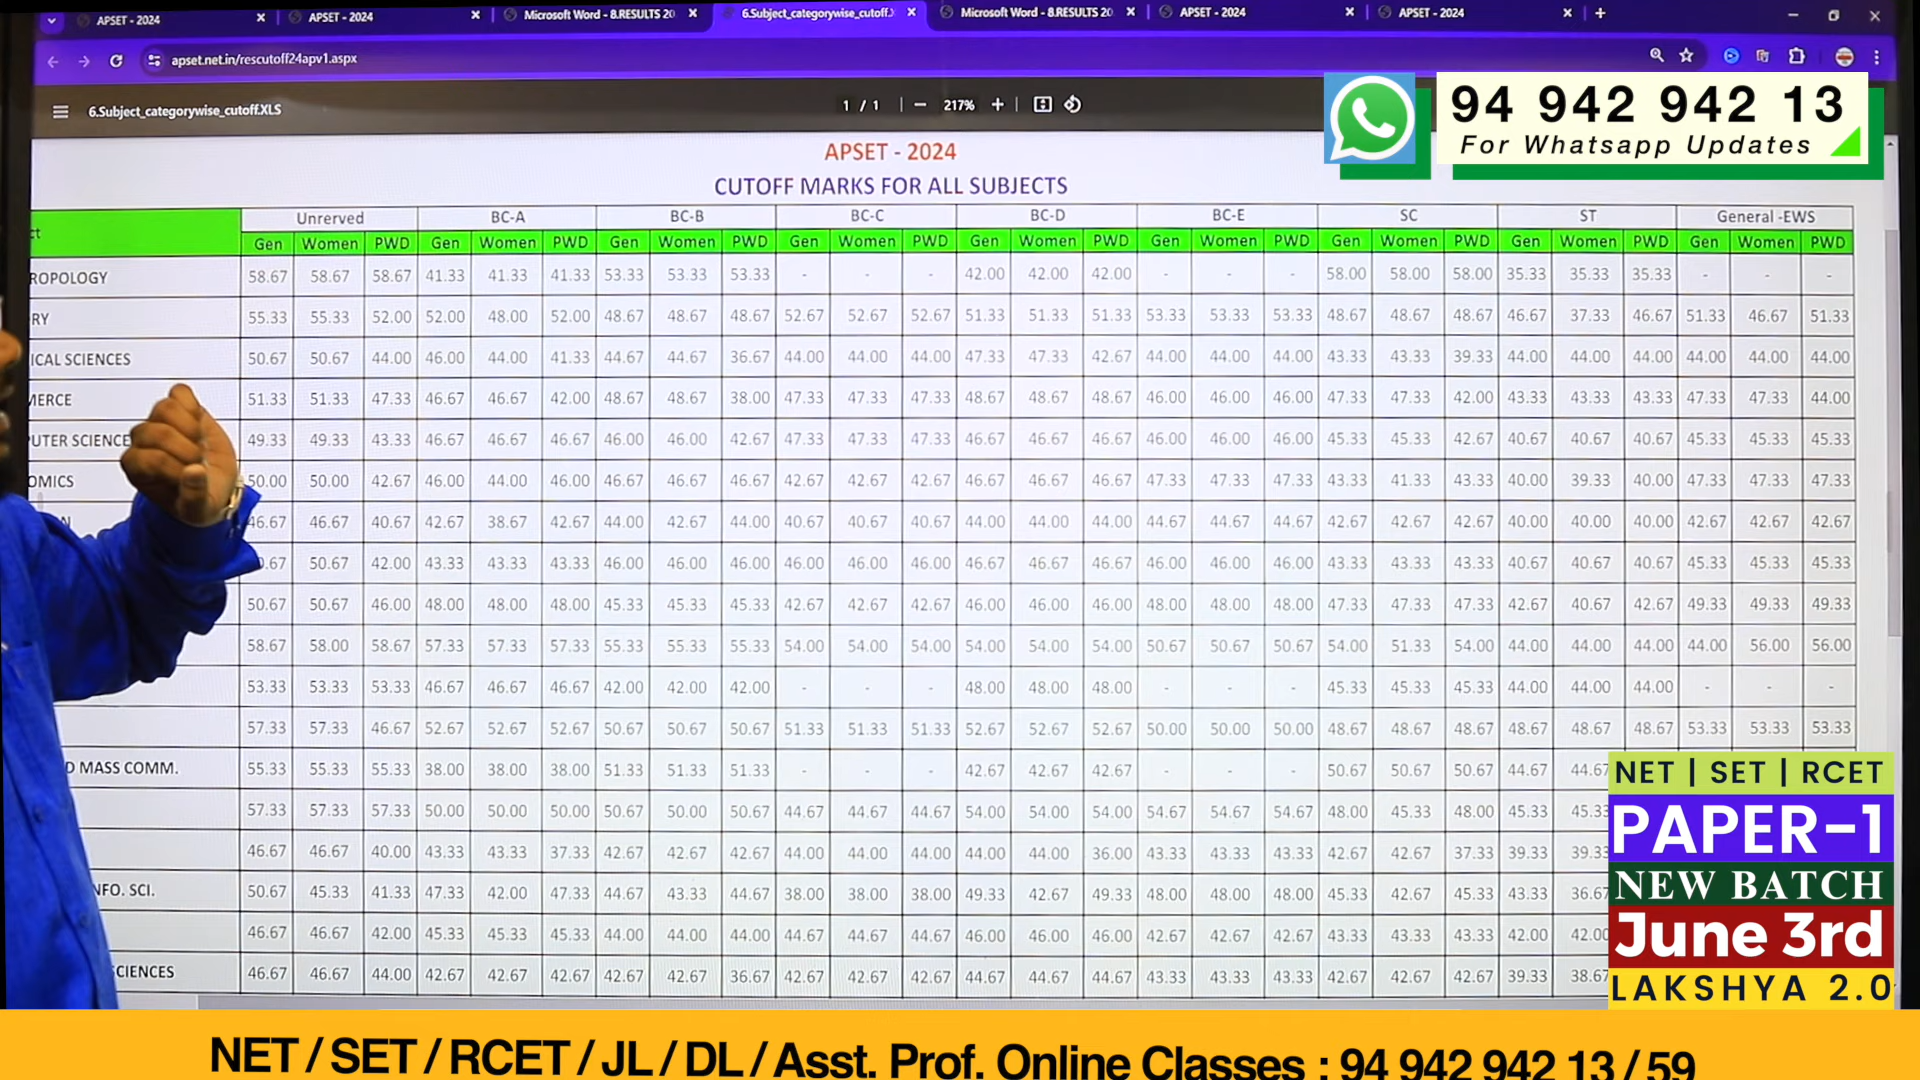 APSET - 2024
APSET - 2024
Microsoft Word - 8.RESULTS 20
6.Subject_categorywise_cutoff.X
Microsoft Word - 8.RESULTS 20
APSET - 2024
APSET - 2024
apset.net.in/rescutoff24apv1.aspx
6.Subject_categorywise_cutoff.XLS
1 / 1
217%
94 942 942 13
For Whatsapp Updates
APSET - 2024
CUTOFF MARKS FOR ALL SUBJECTS
ct Unrerved BC-A BC-B BC-C BC-D BC-E SC ST General -EWS
Gen Women PWD Gen Women PWD Gen Women PWD Gen Women PWD Gen Women PWD Gen Women PWD Gen Women PWD Gen Women PWD Gen Women PWD
ROPOLOGY 58.67 58.67 58.67 41.33 41.33 41.33 53.33 53.33 53.33 - - - 42.00 42.00 42.00 - - - 58.00 58.00 58.00 35.33 35.33 35.33 - - -
RY 55.33 55.33 52.00 52.00 48.00 52.00 48.67 48.67 48.67 52.67 52.67 52.67 51.33 51.33 51.33 53.33 53.33 53.33 48.67 48.67 48.67 46.67 37.33 46.67 51.33 46.67 51.33
ICAL SCIENCES 50.67 50.67 44.00 46.00 44.00 41.33 44.67 44.67 36.67 44.00 44.00 44.00 47.33 47.33 42.67 44.00 44.00 44.00 43.33 43.33 39.33 44.00 44.00 44.00 44.00 44.00 44.00
MERCE 51.33 51.33 47.33 46.67 46.67 42.00 48.67 48.67 38.00 47.33 47.33 47.33 48.67 48.67 48.67 46.00 46.00 46.00 47.33 47.33 42.00 43.33 43.33 43.33 47.33 47.33 44.00
PUTER SCIENCE 49.33 49.33 43.33 46.67 46.67 46.67 46.00 46.00 42.67 47.33 47.33 47.33 46.67 46.67 46.67 46.00 46.00 46.00 45.33 45.33 42.67 40.67 40.67 40.67 45.33 45.33 45.33
OMICS 50.00 50.00 42.67 46.00 44.00 46.00 46.67 46.67 46.67 42.67 42.67 42.67 46.67 46.67 46.67 47.33 47.33 47.33 43.33 41.33 43.33 40.00 39.33 40.00 47.33 47.33 47.33
N 46.67 46.67 40.67 42.67 38.67 42.67 44.00 42.67 44.00 40.67 40.67 40.67 44.00 44.00 44.00 44.67 44.67 44.67 42.67 42.67 42.67 40.00 40.00 40.00 42.67 42.67 42.67
0.67 50.67 42.00 43.33 43.33 43.33 46.00 46.00 46.00 46.00 46.00 46.00 46.67 46.67 46.67 46.00 46.00 46.00 43.33 43.33 43.33 40.67 40.67 40.67 45.33 45.33 45.33
50.67 50.67 46.00 48.00 48.00 48.00 45.33 45.33 45.33 42.67 42.67 42.67 46.00 46.00 46.00 48.00 48.00 48.00 47.33 47.33 47.33 42.67 40.67 42.67 49.33 49.33 49.33
58.67 58.00 58.67 57.33 57.33 57.33 55.33 55.33 55.33 54.00 54.00 54.00 54.00 54.00 54.00 50.67 50.67 50.67 54.00 51.33 54.00 44.00 44.00 44.00 44.00 56.00 56.00
53.33 53.33 53.33 46.67 46.67 46.67 42.00 42.00 42.00 - - - 48.00 48.00 48.00 - - - 45.33 45.33 45.33 44.00 44.00 44.00 - - -
57.33 57.33 46.67 52.67 52.67 52.67 50.67 50.67 50.67 51.33 51.33 51.33 52.67 52.67 52.67 50.00 50.00 50.00 48.67 48.67 48.67 48.67 48.67 48.67 53.33 53.33 53.33
D MASS COMM. 55.33 55.33 55.33 38.00 38.00 38.00 51.33 51.33 51.33 - - - 42.67 42.67 42.67 - - - 50.67 50.67 50.67 44.67 44.67
57.33 57.33 57.33 50.00 50.00 50.00 50.67 50.00 50.67 44.67 44.67 44.67 54.00 54.00 54.00 54.67 54.67 54.67 48.00 45.33 48.00 45.33 45.33
46.67 46.67 40.00 43.33 43.33 37.33 42.67 42.67 42.67 44.00 44.00 44.00 44.00 44.00 36.00 43.33 43.33 43.33 42.67 42.67 37.33 39.33 39.33
NFO. SCI. 50.67 45.33 41.33 47.33 42.00 47.33 44.67 43.33 44.67 38.00 38.00 38.00 49.33 42.67 49.33 48.00 48.00 48.00 45.33 42.67 45.33 43.33 36.67
46.67 46.67 42.00 45.33 45.33 45.33 44.00 44.00 44.00 44.67 44.67 44.67 46.00 46.00 46.00 42.67 42.67 42.67 43.33 43.33 43.33 42.00 42.00
SCIENCES 46.67 46.67 44.00 42.67 42.67 42.67 42.67 42.67 36.67 42.67 42.67 42.67 44.67 44.67 44.67 43.33 43.33 43.33 42.67 42.67 42.67 39.33 38.67
NET | SET | RCET
PAPER-1
NEW BATCH
June 3rd
LAKSHYA 2.0
NET / SET / RCET / JL / DL / Asst. Prof. Online Classes : 94 942 942 13 / 59